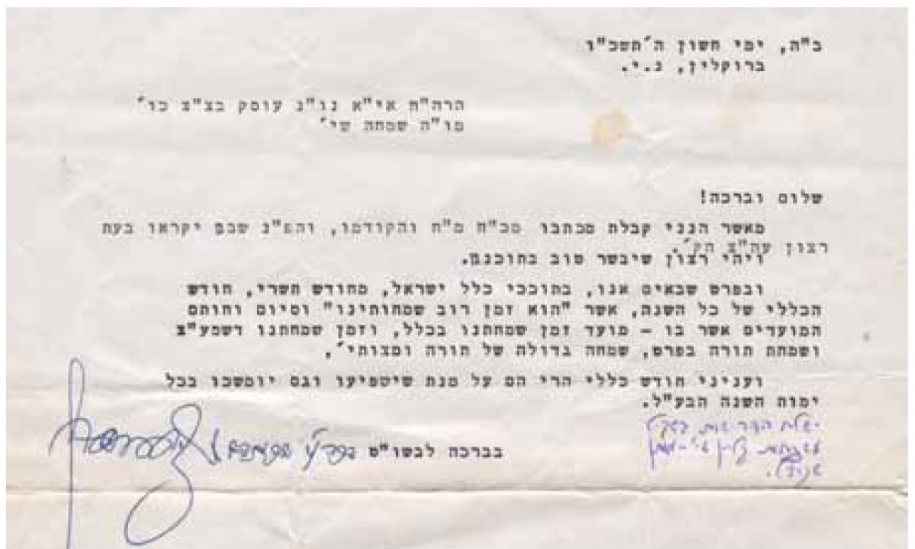 ב"ה, ימי חשון ה'תשכ"ו
ברוקלין, נ.י.
הרה"ח אי"א נו"נ עוסק בצ"צ כו'
מו"ה שמחה שי'
שלום וברכה!
מאשר הנני קבלת מכתבו מכ"ח מ"ח והקודמו, והפ"נ שבם יקראו בעת
רצון עה"צ הק'.
ויהי רצון שיבשר טוב בתוכנם.
ובפרט שבאים אנו, בתוככי כלל ישראל, מחודש תשרי, חודש
הכללי של כל השנה, אשר "הוא זמן רוב שמחותינו" וסיום וחותם
המועדים אשר בו - מועד זמן שמחתנו בכלל, וזמן שמחתנו דשמע"צ
ושמחת תורה בפרט, שמחה גדולה של תורה ומצותי',
ועניני חודש כללי הרי הם על מנת שישפיעו וגם יומשכו בכל
ימות השנה הבע"ל.
בברכה לבשו"ט